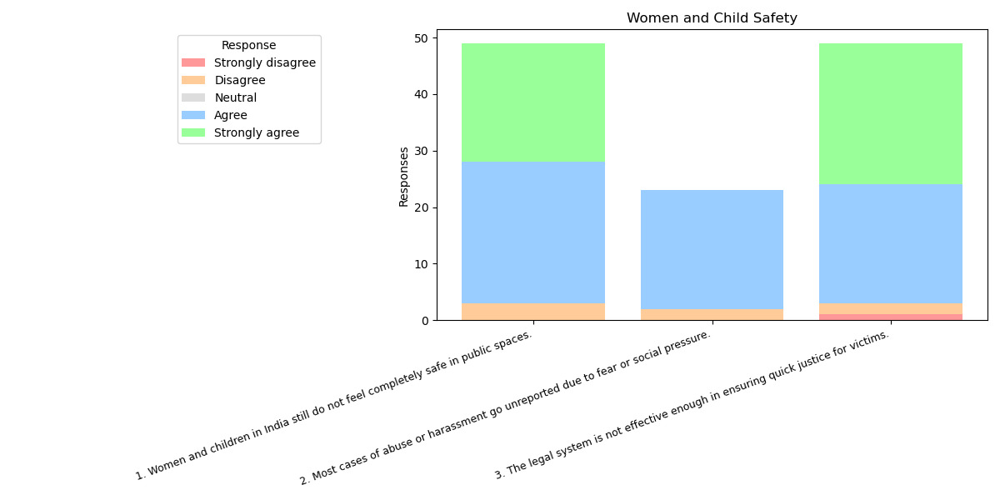 Women and Child Safety
Response
Strongly disagree
Disagree
Neutral
Agree
Strongly agree
Responses
50
40
30
20
10
0
1. Women and children in India still do not feel completely safe in public spaces.
2. Most cases of abuse or harassment go unreported due to fear or social pressure.
3. The legal system is not effective enough in ensuring quick justice for victims.